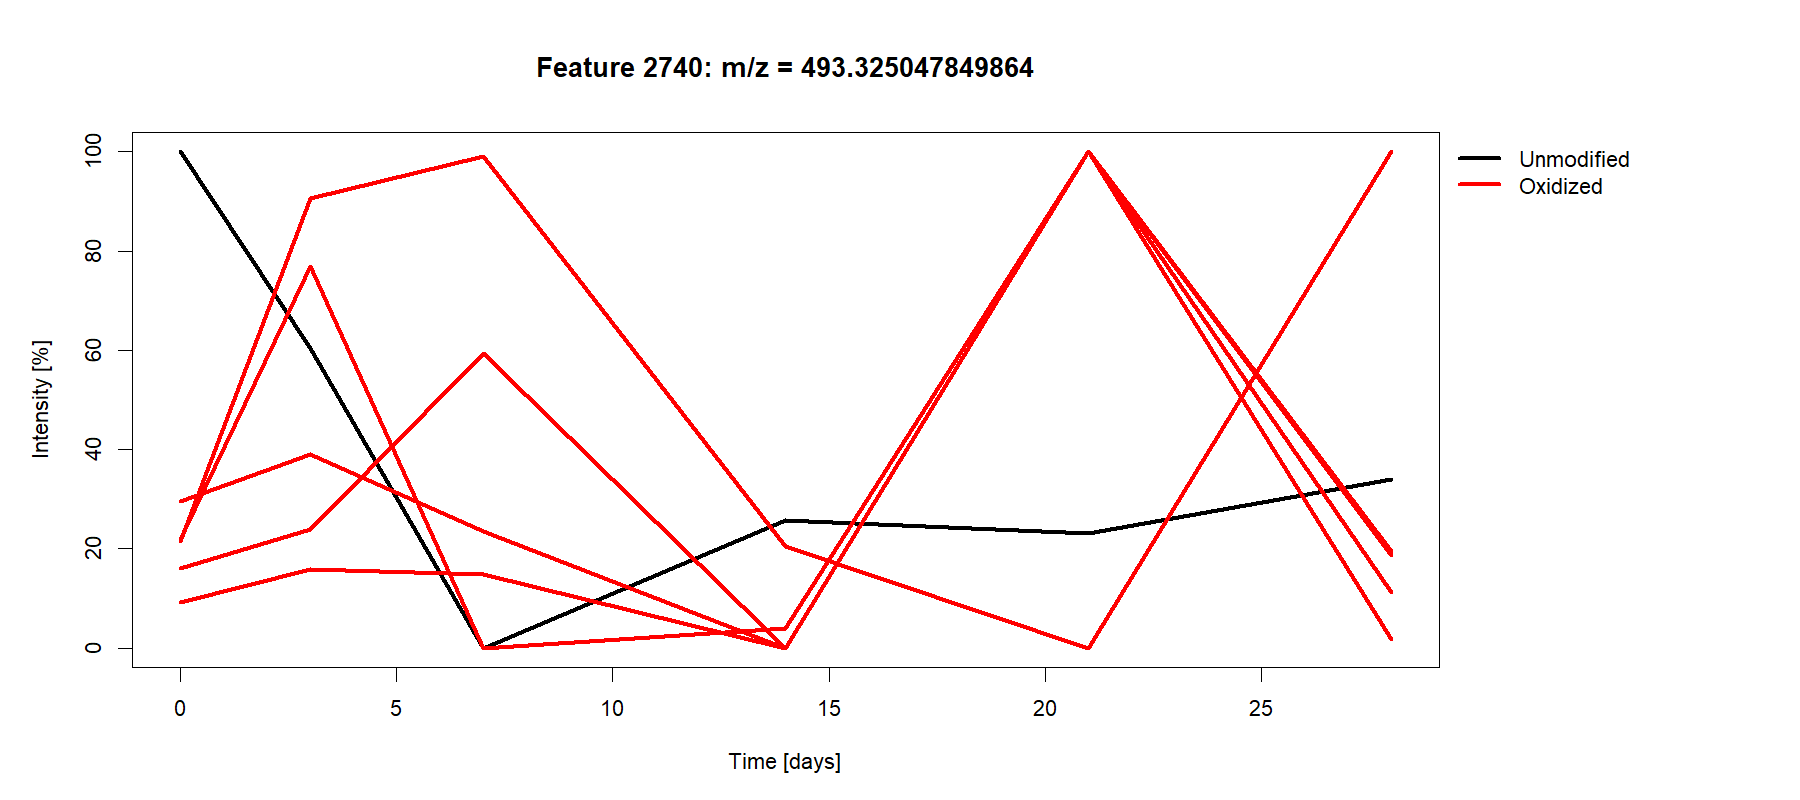 Feature 2740: m/z = 493.325047849864
100
80
60
40
20
0
Intensity [%]
0 5 10 15 20 25
Time [days]
Unmodified
Oxidized